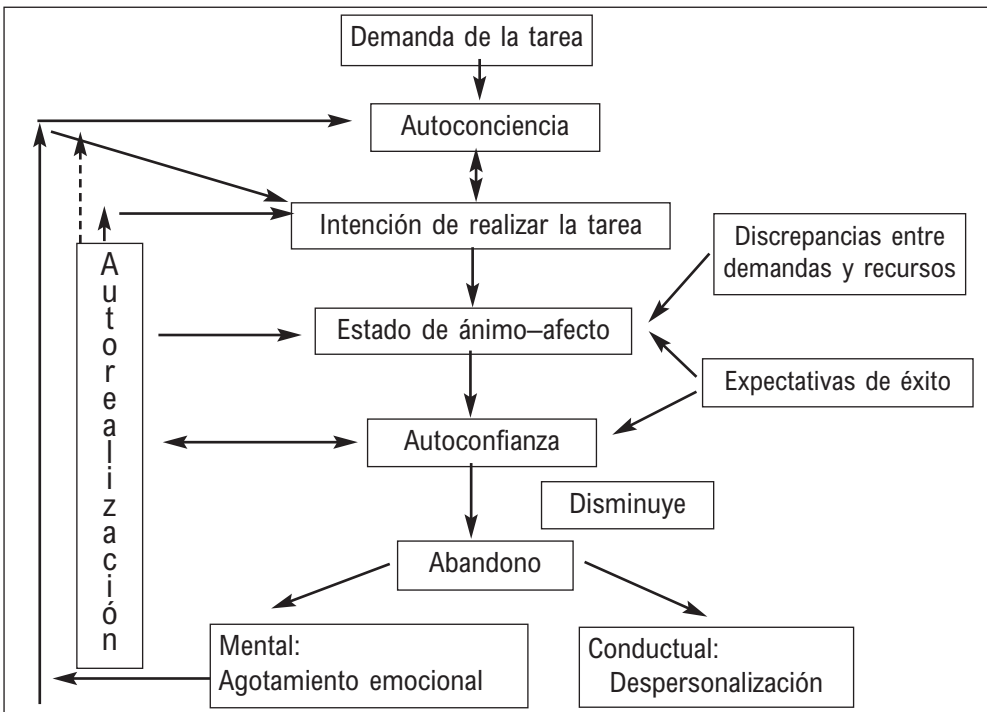 Demanda de la tarea
Autoconciencia
Intención de realizar la tarea
Discrepancias entre
demandas y recursos
Autorealización
Estado de ánimo–afecto
Expectativas de éxito
Autoconfianza
Disminuye
Abandono
Mental:
Agotamiento emocional
Conductual:
Despersonalización